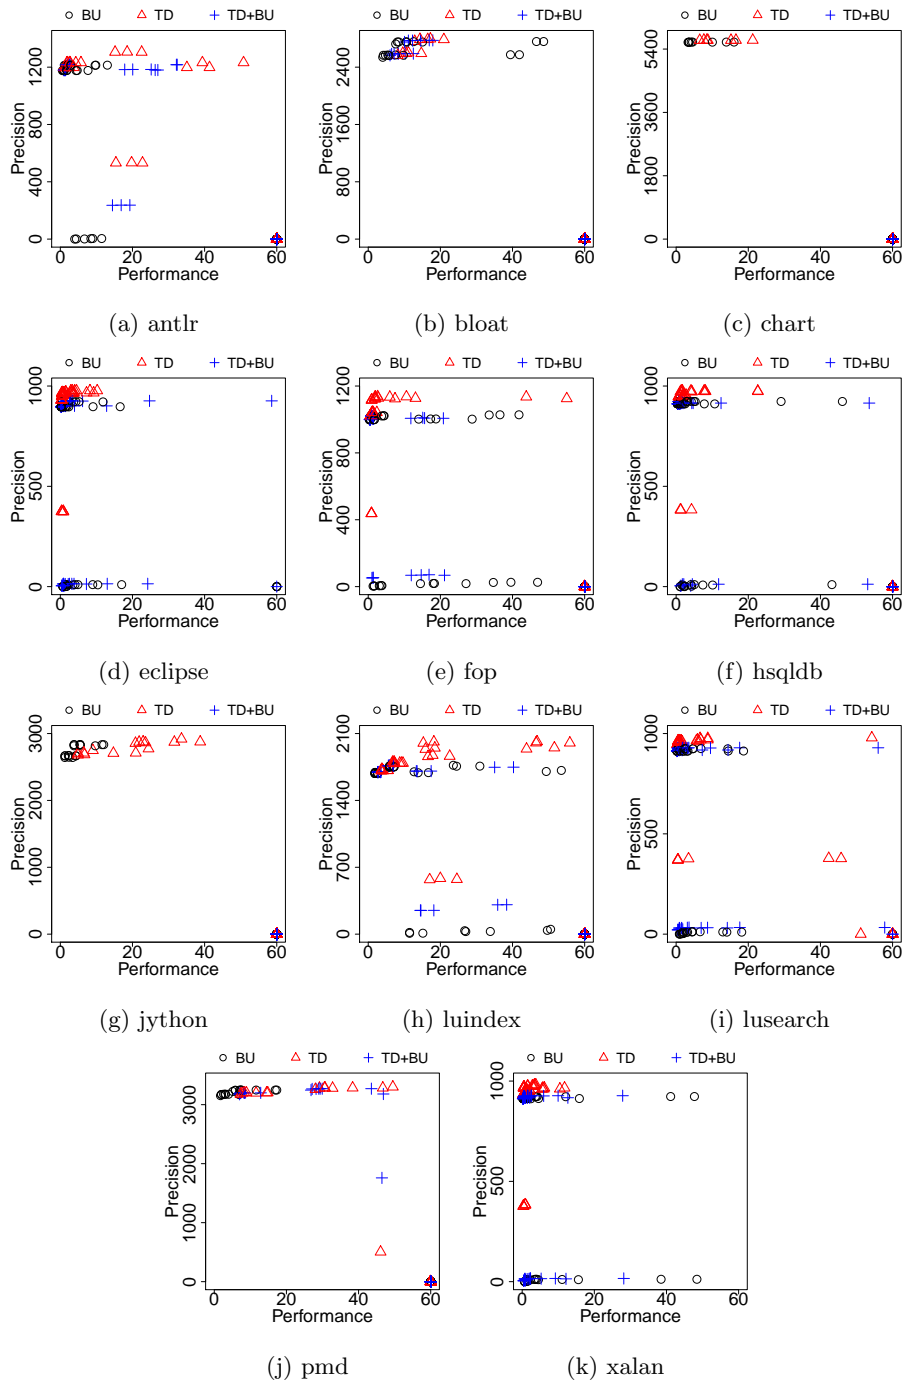 BU TD TD+BU BU TD TD+BU BU TD TD+BU
Precision
0 400 800 1200
0 20 40 60
Performance
Precision
0 800 1600 2400
0 20 40 60
Performance
Precision
0 1800 3600 5400
0 20 40 60
Performance
(a) antlr (b) bloat (c) chart
BU TD TD+BU BU TD TD+BU BU TD TD+BU
Precision
0 500 1000
0 20 40 60
Performance
Precision
0 400 800 1200
0 20 40 60
Performance
Precision
0 500 1000
0 20 40 60
Performance
(d) eclipse (e) fop (f) hsqldb
BU TD TD+BU BU TD TD+BU BU TD TD+BU
Precision
0 1000 2000 3000
0 20 40 60
Performance
Precision
0 700 1400 2100
0 20 40 60
Performance
Precision
0 500 1000
0 20 40 60
Performance
(g) jython (h) luindex (i) lusearch
BU TD TD+BU BU TD TD+BU
Precision
0 1000 2000 3000
0 20 40 60
Performance
Precision
0 500 1000
0 20 40 60
Performance
(j) pmd (k) xalan